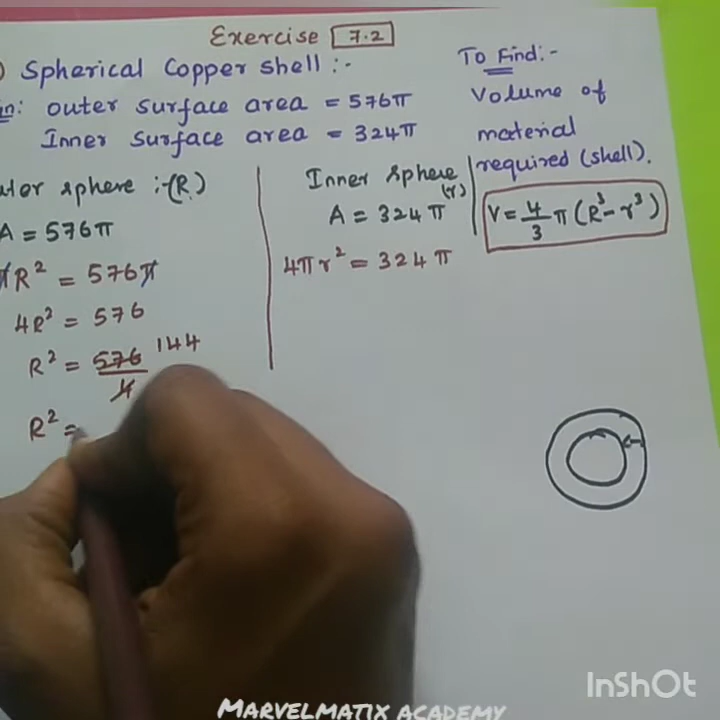 Exercise 7.2
) Spherical Copper shell :-
in: outer surface area = 576π
Inner surface area = 324π
To Find:-
Volume of
material
required (shell).
V = 4/3 π (R³ - r³)
sphere :- (R)
A = 576π
πR² = 576π
4R² = 576
R² = 576/4 144
R² =
Inner Sphere
(r)
A = 324π
4πr² = 324π
InShOt
MARVELMATIX ACADEMY